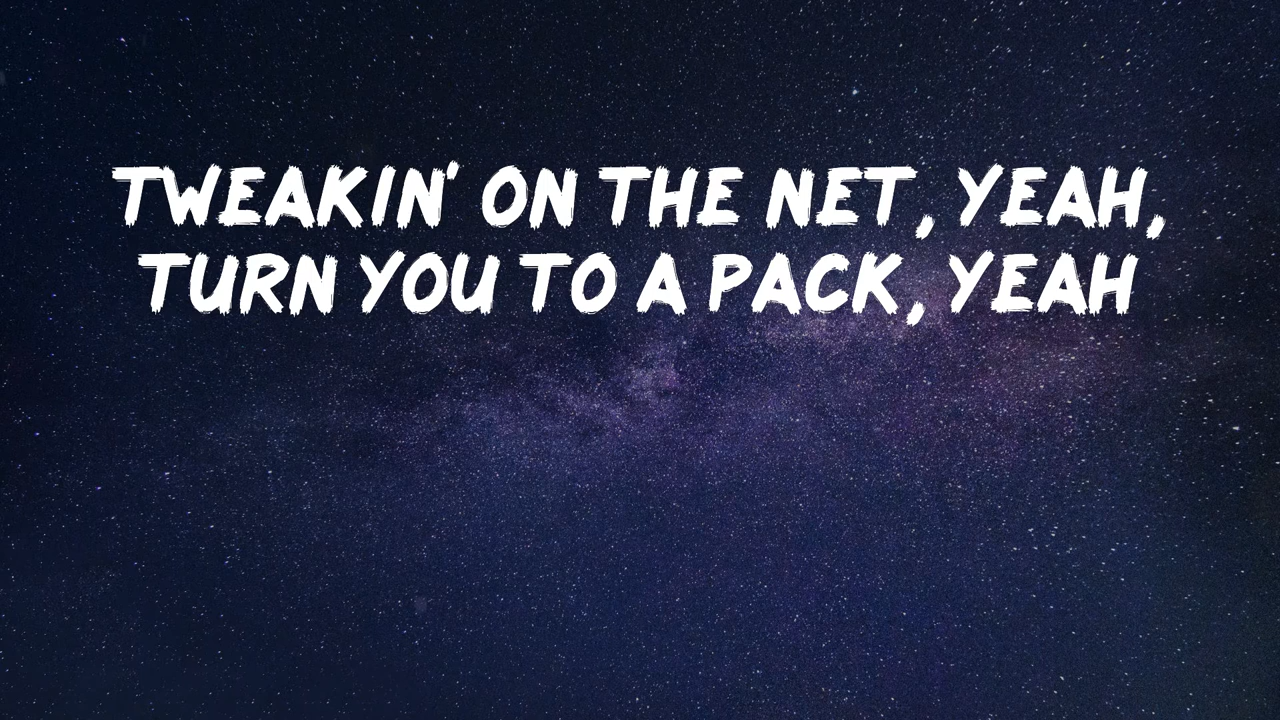 TWEAKIN' ON THE NET, YEAH,
TURN YOU TO A PACK, YEAH